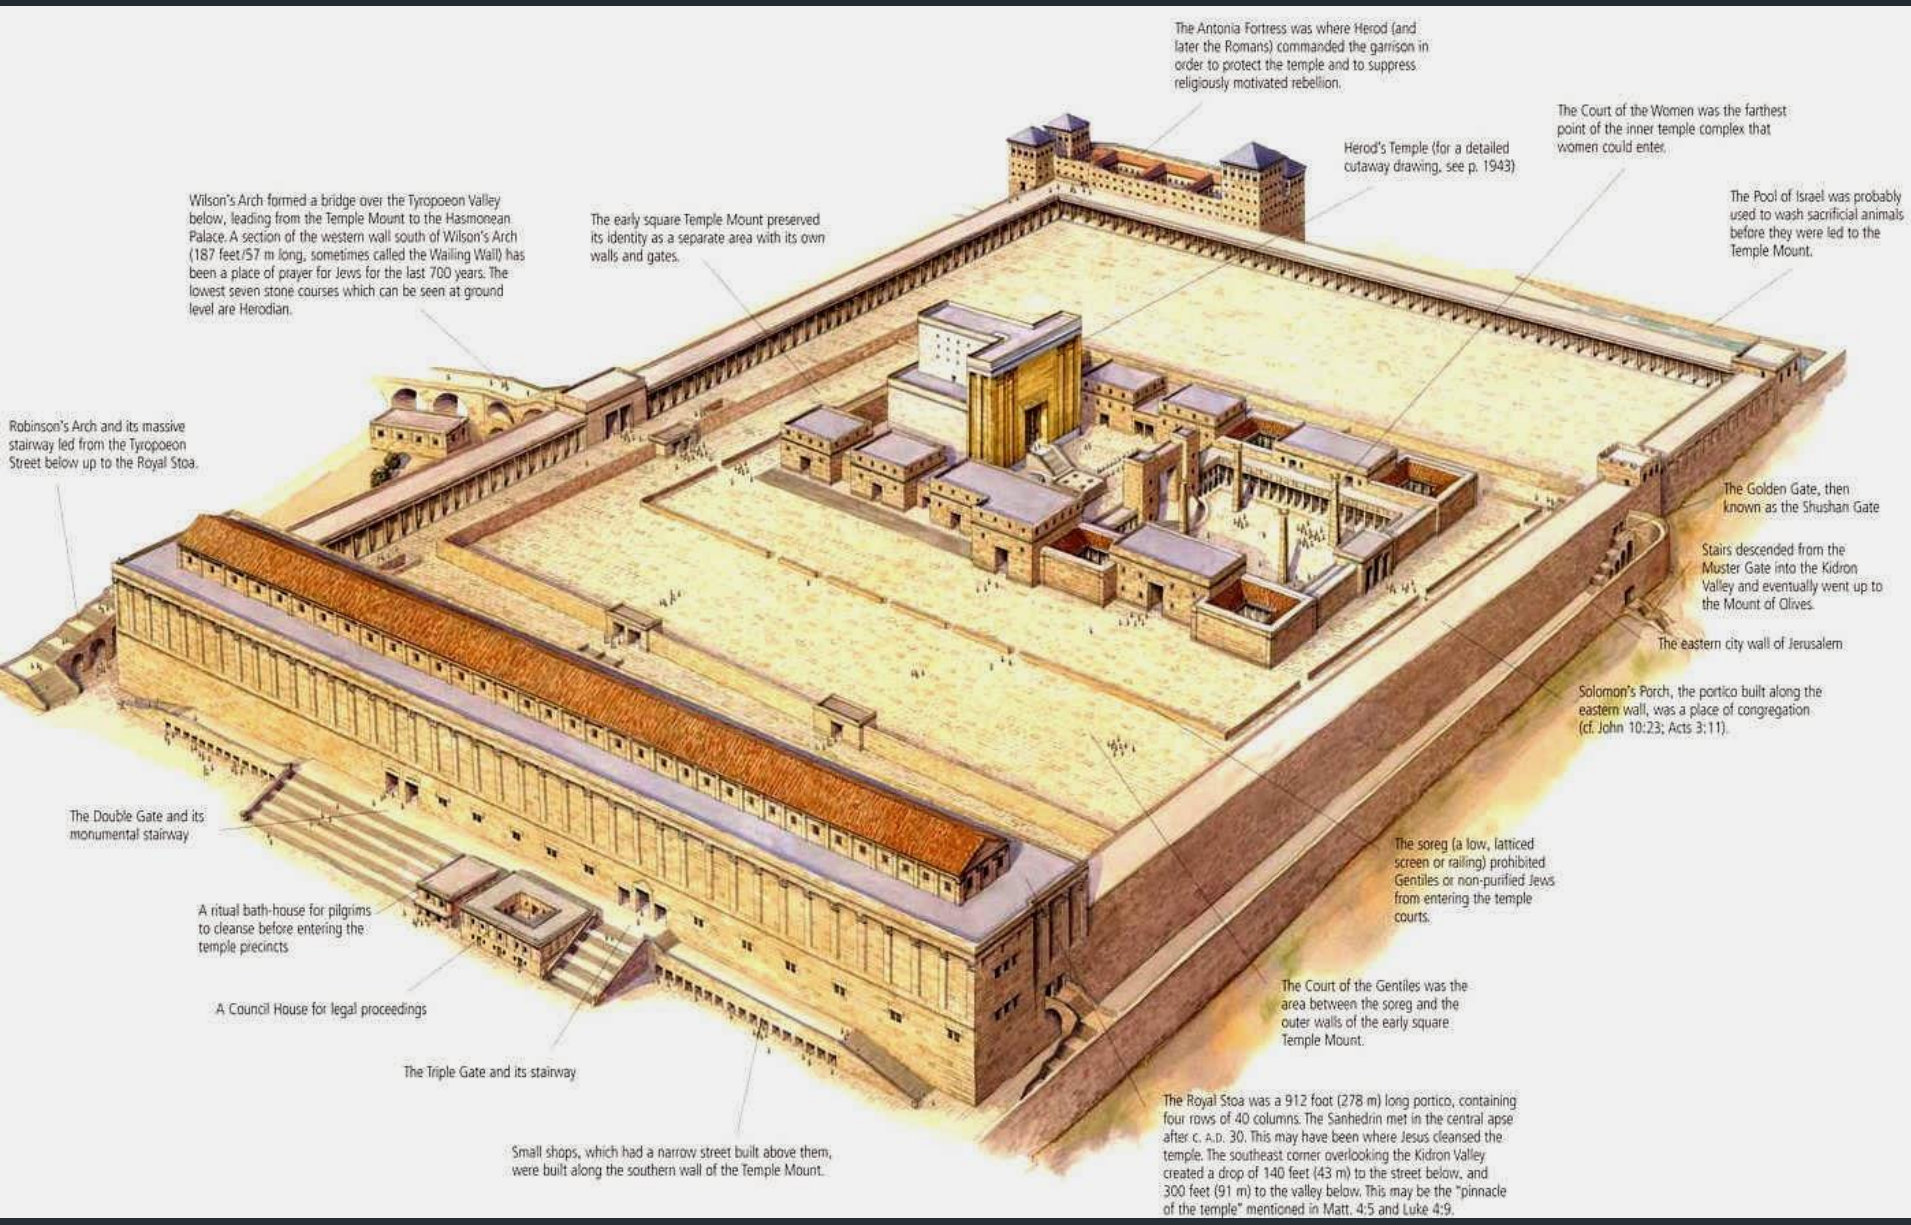 The Antonia Fortress was where Herod (and
later the Romans) commanded the garrison in
order to protect the temple and to suppress
religiously motivated rebellion.
The Court of the Women was the farthest
point of the inner temple complex that
women could enter.
Herod's Temple (for a detailed
cutaway drawing, see p. 1943)
The Pool of Israel was probably
used to wash sacrificial animals
before they were led to the
Temple Mount.
Wilson's Arch formed a bridge over the Tyropoeon Valley
below, leading from the Temple Mount to the Hasmonean
Palace. A section of the western wall south of Wilson's Arch
(187 feet/57 m long, sometimes called the Wailing Wall) has
been a place of prayer for Jews for the last 700 years. The
lowest seven stone courses which can be seen at ground
level are Herodian.
The early square Temple Mount preserved
its identity as a separate area with its own
walls and gates.
Robinson's Arch and its massive
stairway led from the Tyropoeon
Street below up to the Royal Stoa.
The Golden Gate, then
known as the Shushan Gate
Stairs descended from the
Muster Gate into the Kidron
Valley and eventually went up to
the Mount of Olives.
The eastern city wall of Jerusalem
Solomon's Porch, the portico built along the
eastern wall, was a place of congregation
(cf. John 10:23; Acts 3:11).
The Double Gate and its
monumental stairway
The soreg (a low, latticed
screen or railing) prohibited
Gentiles or non-purified Jews
from entering the temple
courts.
A ritual bath-house for pilgrims
to cleanse before entering the
temple precincts
A Council House for legal proceedings
The Court of the Gentiles was the
area between the soreg and the
outer walls of the early square
Temple Mount.
The Triple Gate and its stairway
The Royal Stoa was a 912 foot (278 m) long portico, containing
four rows of 40 columns. The Sanhedrin met in the central apse
after c. A.D. 30. This may have been where Jesus cleansed the
temple. The southeast corner overlooking the Kidron Valley
created a drop of 140 feet (43 m) to the street below, and
300 feet (91 m) to the valley below. This may be the "pinnacle
of the temple" mentioned in Matt. 4:5 and Luke 4:9.
Small shops, which had a narrow street built above them,
were built along the southern wall of the Temple Mount.